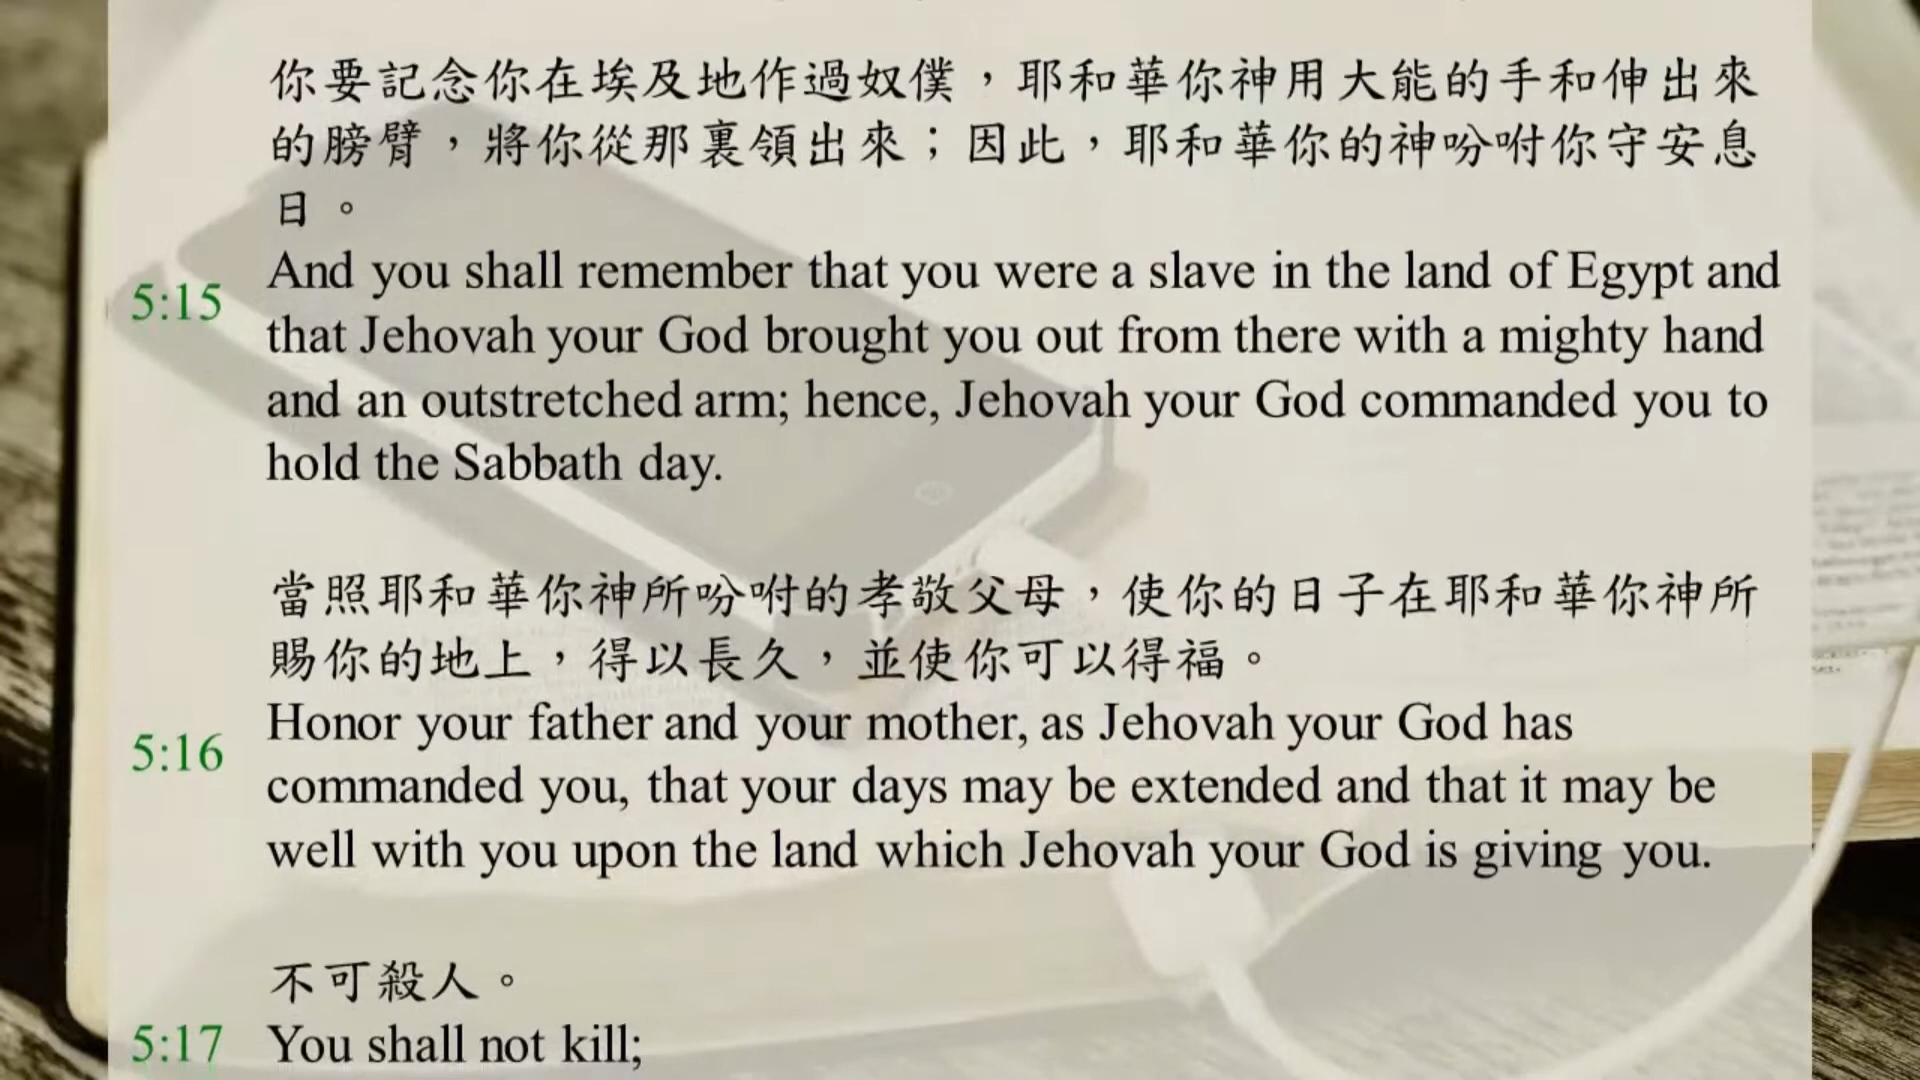 你要記念你在埃及地作過奴僕，耶和華你神用大能的手和伸出來
的膀臂，將你從那裏領出來；因此，耶和華你的神吩咐你守安息
日。
5:15 And you shall remember that you were a slave in the land of Egypt and
that Jehovah your God brought you out from there with a mighty hand
and an outstretched arm; hence, Jehovah your God commanded you to
hold the Sabbath day.
當照耶和華你神所吩咐的孝敬父母，使你的日子在耶和華你神所
賜你的地上，得以長久，並使你可以得福。
5:16 Honor your father and your mother, as Jehovah your God has
commanded you, that your days may be extended and that it may be
well with you upon the land which Jehovah your God is giving you.
不可殺人。
5:17 You shall not kill;